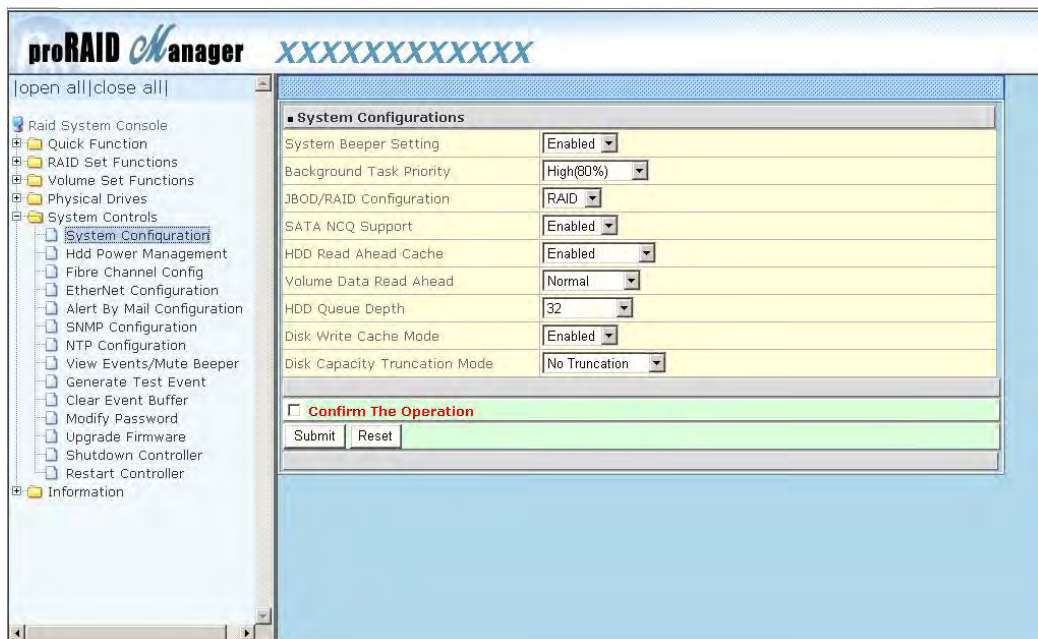 proRAID Manager XXXXXXXXXXXX
|open all|close all|
Raid System Console
Quick Function
RAID Set Functions
Volume Set Functions
Physical Drives
System Controls
System Configuration
Hdd Power Management
Fibre Channel Config
EtherNet Configuration
Alert By Mail Configuration
SNMP Configuration
NTP Configuration
View Events/Mute Beeper
Generate Test Event
Clear Event Buffer
Modify Password
Upgrade Firmware
Shutdown Controller
Restart Controller
Information
System Configurations
System Beeper Setting Enabled
Background Task Priority High(80%)
JBOD/RAID Configuration RAID
SATA NCQ Support Enabled
HDD Read Ahead Cache Enabled
Volume Data Read Ahead Normal
HDD Queue Depth 32
Disk Write Cache Mode Enabled
Disk Capacity Truncation Mode No Truncation
Confirm The Operation
Submit Reset